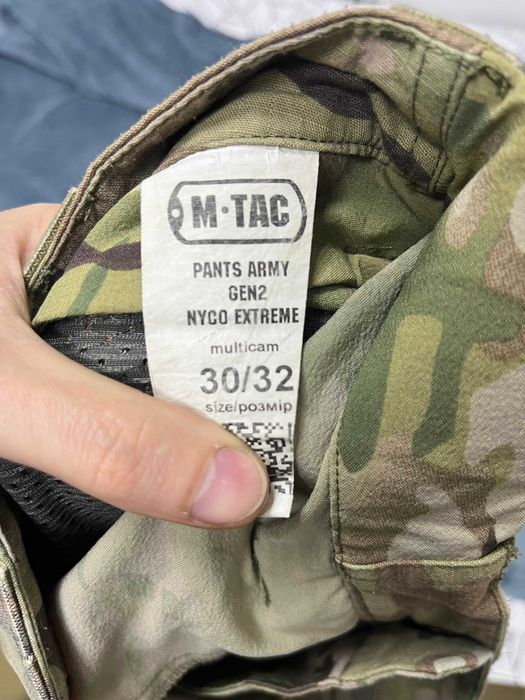 M·TAC
PANTS ARMY
GEN2
NYCO EXTREME
multicam
30/32
size/розмір